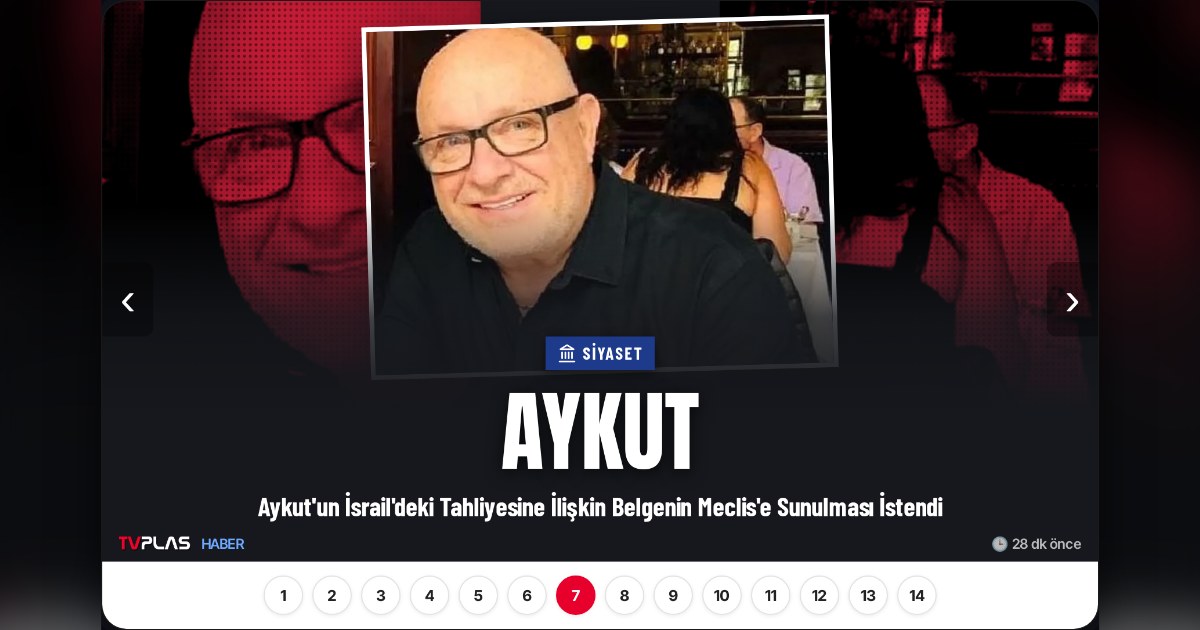 SİYASET
AYKUT
Aykut'un İsrail'deki Tahliyesine İlişkin Belgenin Meclis'e Sunulması İstendi
TVPLAS HABER
28 dk önce
1 2 3 4 5 6 7 8 9 10 11 12 13 14